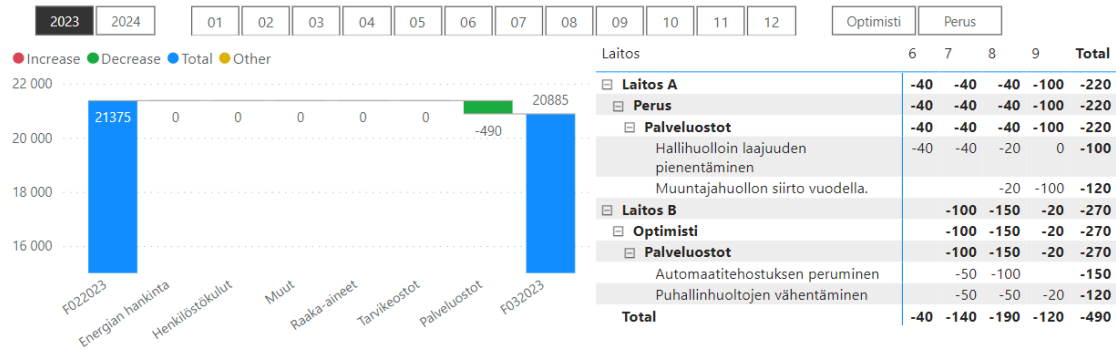 2023 2024 01 02 03 04 05 06 07 08 09 10 11 12 Optimisti Perus
Increase Decrease Total Other
22 000
20 000
18 000
16 000
21375 0 0 0 0 0 -490 20885
F022023 Energian hankinta Henkilöstökulut Muut Raaka-aineet Tarvikeostot Palveluostot F032023
Laitos 6 7 8 9 Total
Laitos A -40 -40 -40 -100 -220
Perus -40 -40 -40 -100 -220
Palveluostot -40 -40 -40 -100 -220
Hallihuolloin laajuuden -40 -40 -20 0 -100
pienentäminen
Muuntajahuollon siirto vuodella. -20 -100 -120
Laitos B -100 -150 -20 -270
Optimisti -100 -150 -20 -270
Palveluostot -100 -150 -20 -270
Automaatitehostuksen peruminen -50 -100 -150
Puhallinhuoltojen vähentäminen -50 -50 -20 -120
Total -40 -140 -190 -120 -490